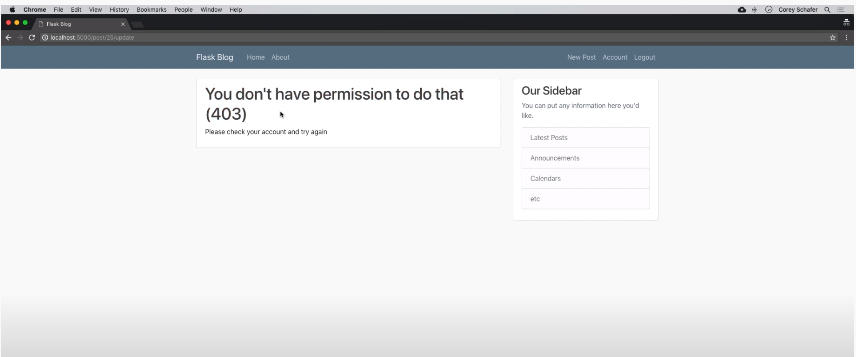 Chrome File Edit View History Bookmarks People Window Help Corey Schafer
Flask Blog
localhost:5000/post/25/update
Flask Blog Home About New Post Account Logout
You don't have permission to do that
(403)
Please check your account and try again
Our Sidebar
You can put any information here you'd
like.
Latest Posts
Announcements
Calendars
etc